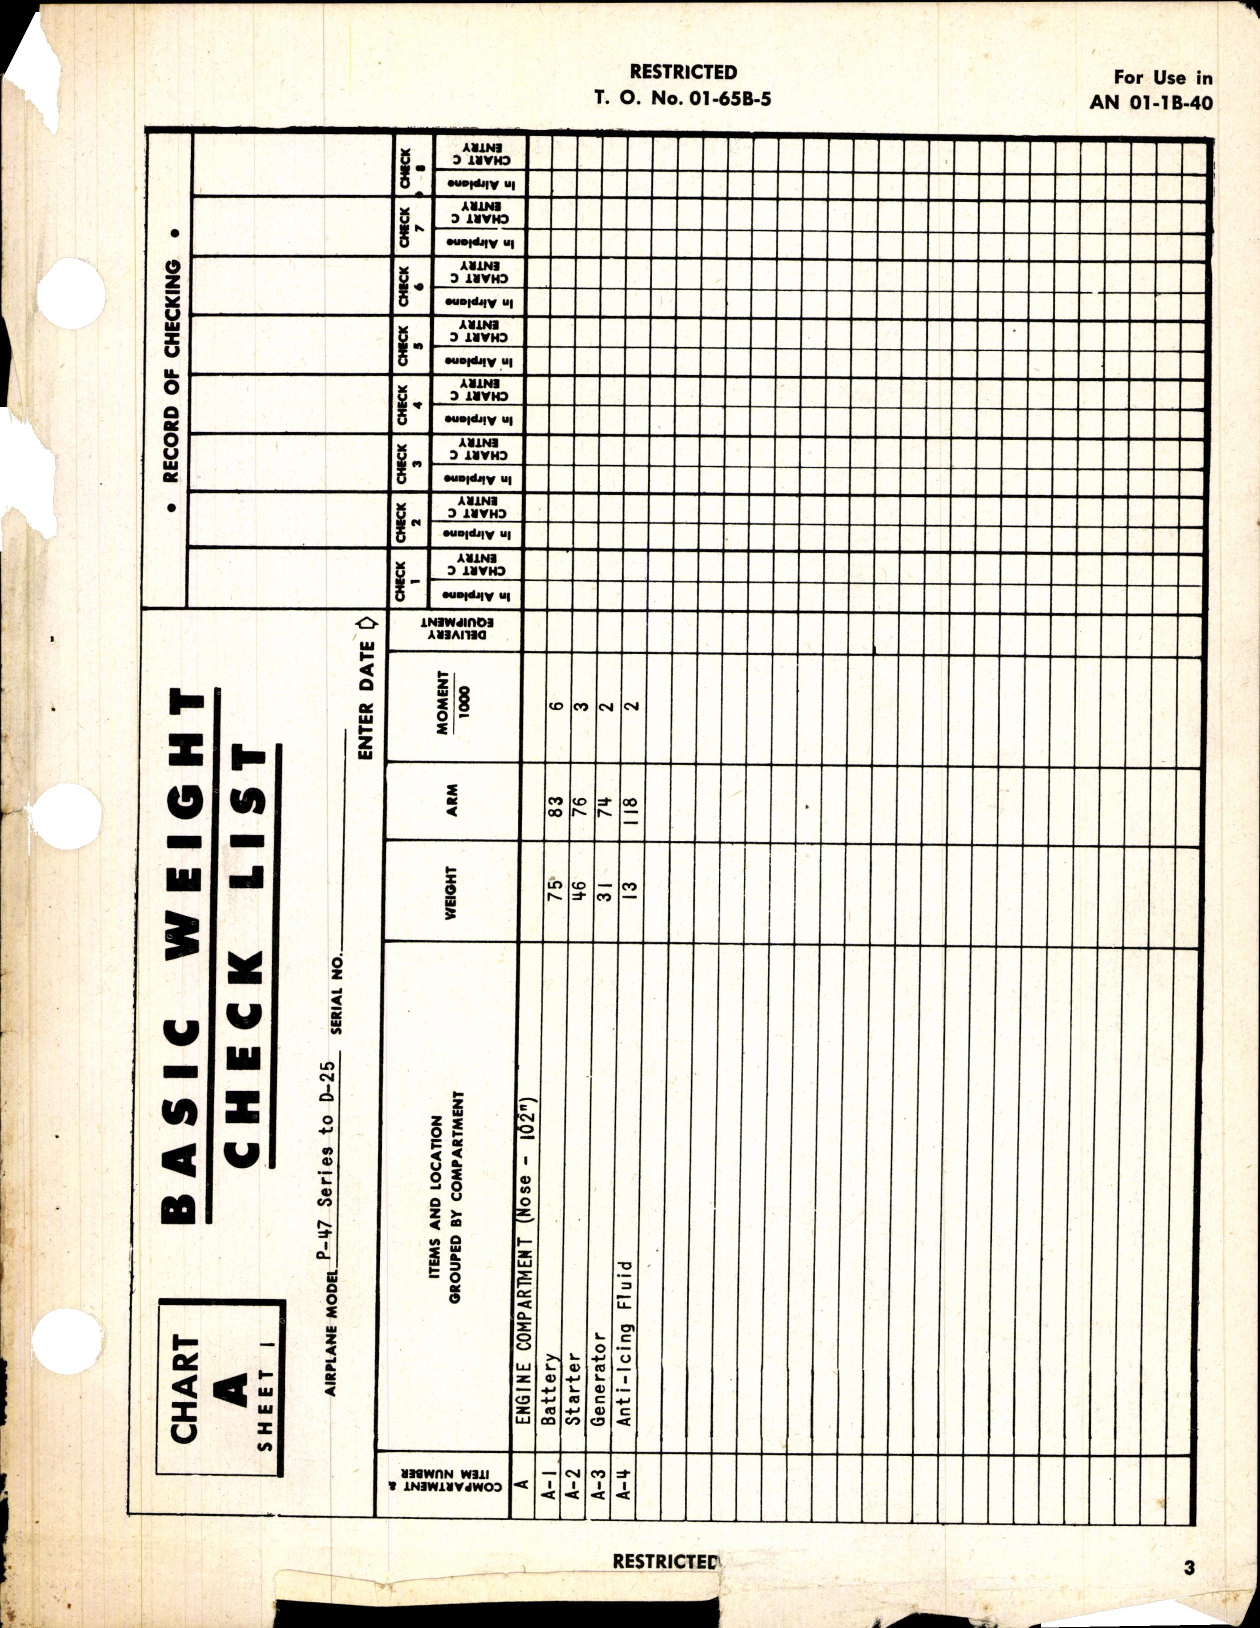 RESTRICTED
T. O. No. 01-65B-5
For Use in
AN 01-1B-40
CHART
A
SHEET 1
BASIC WEIGHT
CHECK LIST
AIRPLANE MODEL P-47 Series to D-25 SERIAL NO.
ENTER DATE
• RECORD OF CHECKING •
COMPARTMENT &
ITEM NUMBER
ITEMS AND LOCATION
GROUPED BY COMPARTMENT
WEIGHT
ARM
MOMENT
1000
DELIVERY
EQUIPMENT
CHECK
1
In Airplane
CHART C
ENTRY
CHECK
2
In Airplane
CHART C
ENTRY
CHECK
3
In Airplane
CHART C
ENTRY
CHECK
4
In Airplane
CHART C
ENTRY
CHECK
5
In Airplane
CHART C
ENTRY
CHECK
6
In Airplane
CHART C
ENTRY
CHECK
7
In Airplane
CHART C
ENTRY
CHECK
8
In Airplane
CHART C
ENTRY
A ENGINE COMPARTMENT (Nose - 102")
A-1 Battery 75 83 6
A-2 Starter 46 76 3
A-3 Generator 31 74 2
A-4 Anti-Icing Fluid 13 118 2
RESTRICTED
3